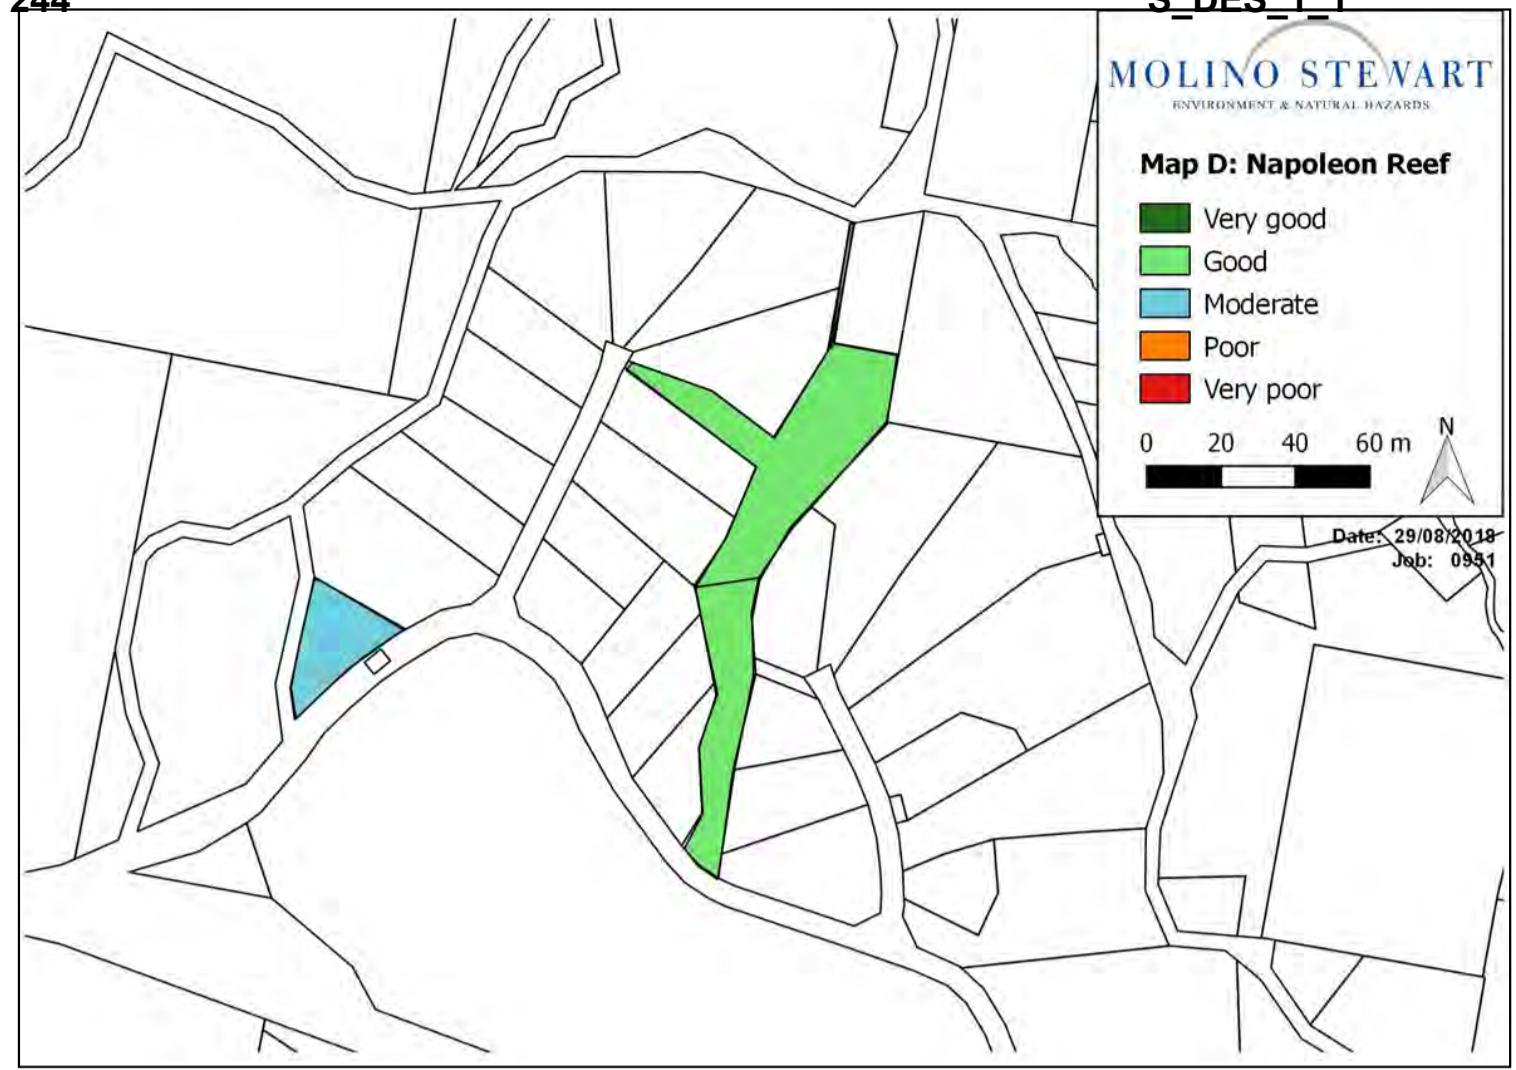 244
S_DES_1_1
MOLINO STEWART
ENVIRONMENT & NATURAL HAZARDS
Map D: Napoleon Reef
Very good
Good
Moderate
Poor
Very poor
0 20 40 60 m
N
Date: 29/08/2018
Job: 0951